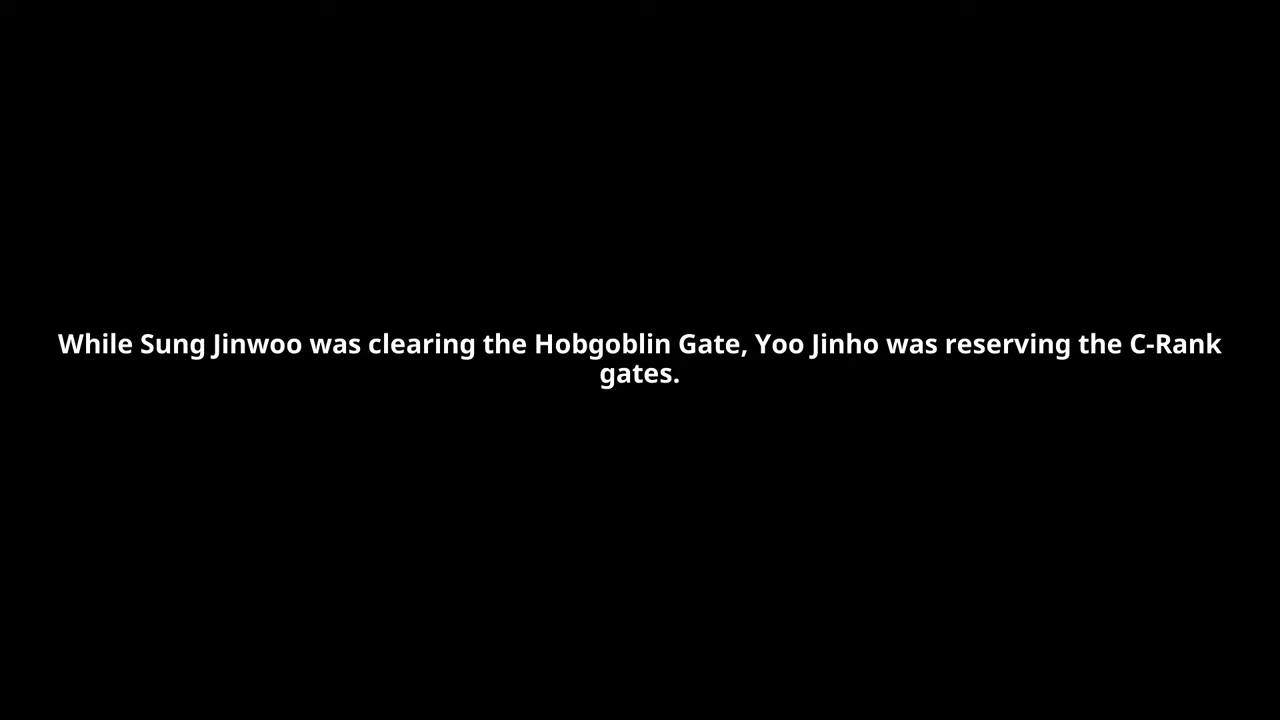 While Sung Jinwoo was clearing the Hobgoblin Gate, Yoo Jinho was reserving the C-Rank
gates.